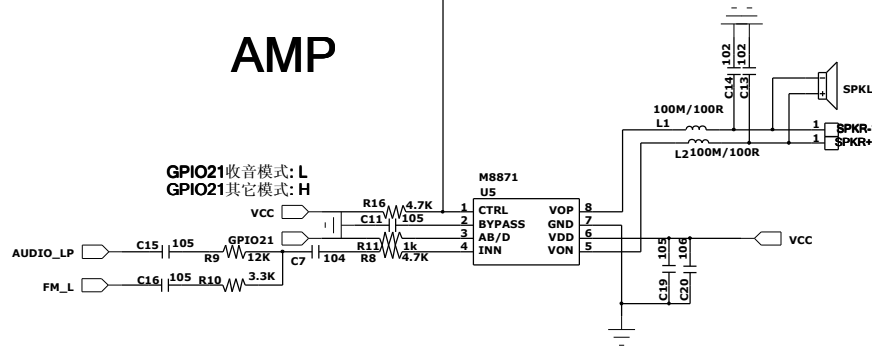 AMP
102
102
C14
C13
SPKL
100M/100R
L1
1
SPKR-
1
SPKR+
L2
100M/100R
GPIO21收音模式: L
GPIO21其它模式: H
M8871
U5
R16
4.7K
VCC
C11
105
1
CTRL
VOP
8
2
BYPASS
GND
7
3
AB/D
VDD
6
4
INN
VON
5
GPIO21
R11
1k
R8
4.7K
AUDIO_LP
C15
105
R9
12K
C7
104
FM_L
C16
105
R10
3.3K
105
106
C19
C20
VCC